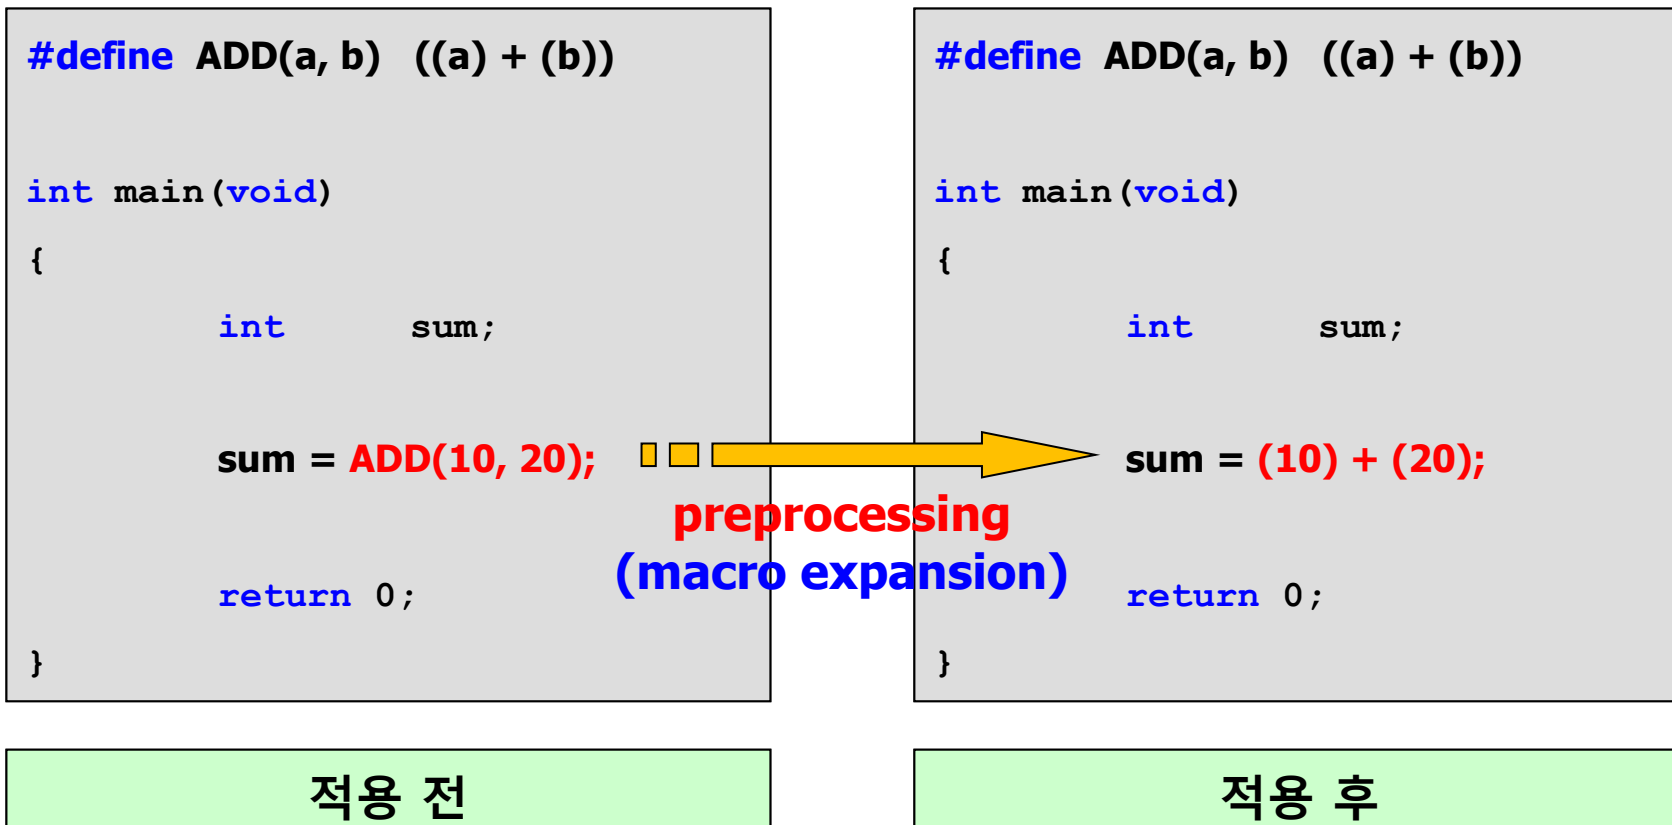 #define ADD(a, b) ((a) + (b))
int main(void)
{
int sum;
sum = ADD(10, 20);
return 0;
}
적용 전
preprocessing
(macro expansion)
#define ADD(a, b) ((a) + (b))
int main(void)
{
int sum;
sum = (10) + (20);
return 0;
}
적용 후